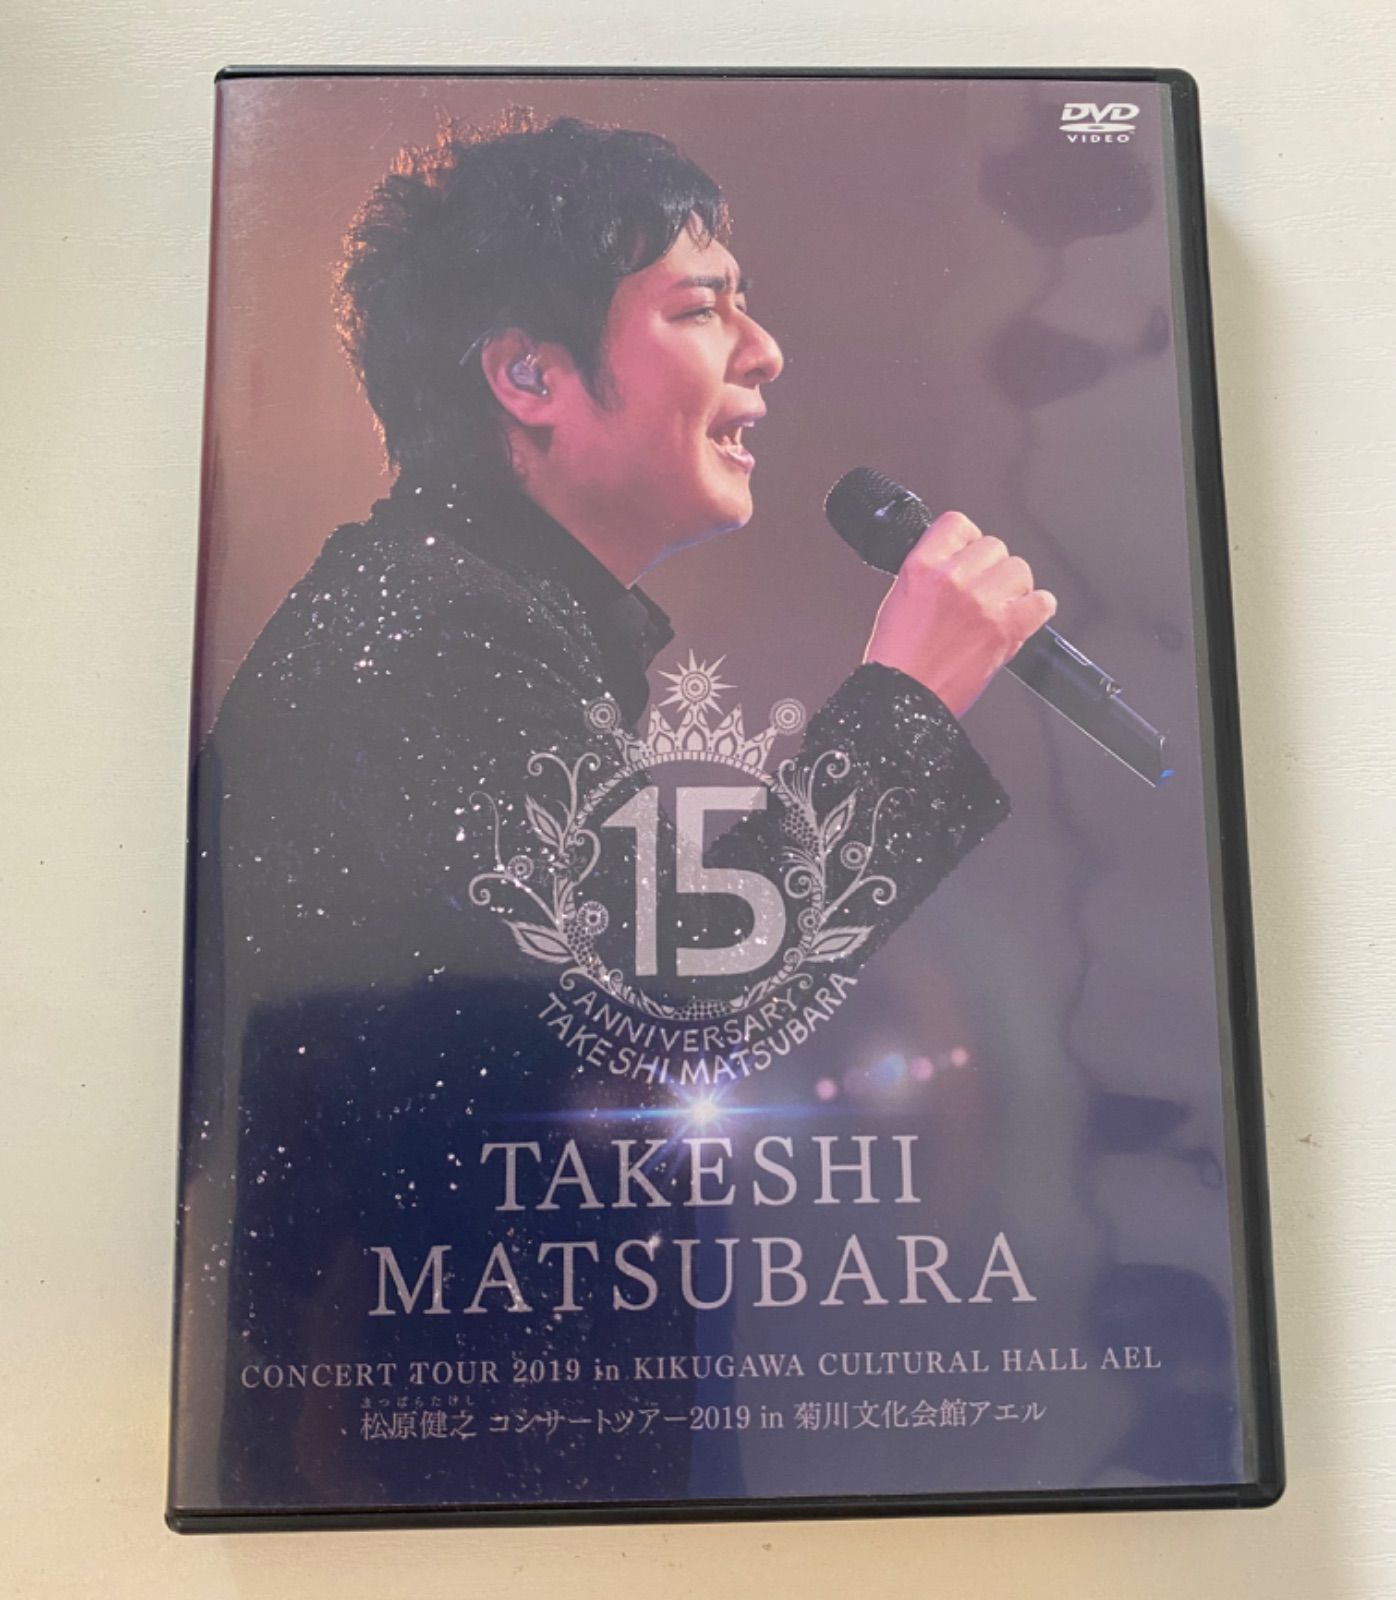 DVD
VIDEO
15
ANNIVERSARY
TAKESHI MATSUBARA
TAKESHI
MATSUBARA
CONCERT TOUR 2019 in KIKUGAWA CULTURAL HALL AEL
まつばらたけし
松原健之 コンサートツアー2019 in 菊川文化会館アエル